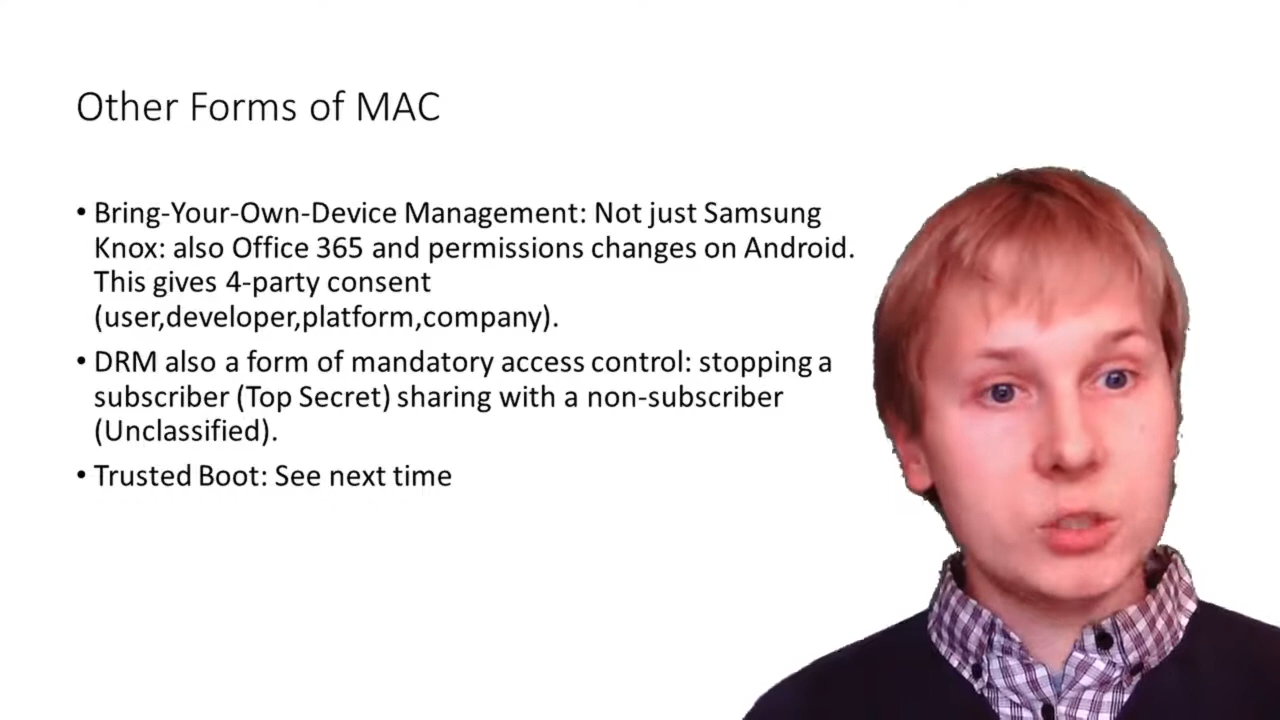 Other Forms of MAC
• Bring-Your-Own-Device Management: Not just Samsung
Knox: also Office 365 and permissions changes on Android.
This gives 4-party consent
(user,developer,platform,company).
• DRM also a form of mandatory access control: stopping a
subscriber (Top Secret) sharing with a non-subscriber
(Unclassified).
• Trusted Boot: See next time